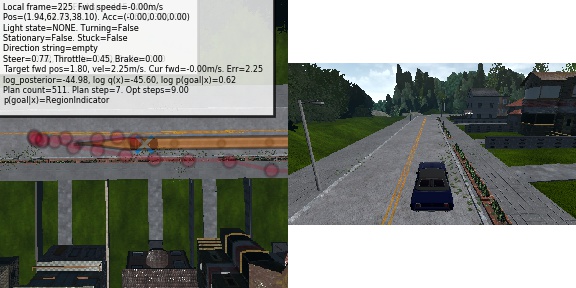 Local frame=225: Fwd speed=-0.00m/s
Pos=(1.94,62.73,38.10). Acc=(-0.00,0.00,0.00)
Light state=NONE. Turning=False
Stationary=False. Stuck=False
Direction string=empty
Steer=0.77, Throttle=0.45, Brake=0.00
Target fwd pos=1.80, vel=2.25m/s. Cur fwd=-0.00m/s. Err=2.25
log_posterior=-44.98, log q(x)=-45.60, log p(goal|x)=0.62
Plan count=511. Plan step=7. Opt steps=9.00
p(goal|x)=RegionIndicator